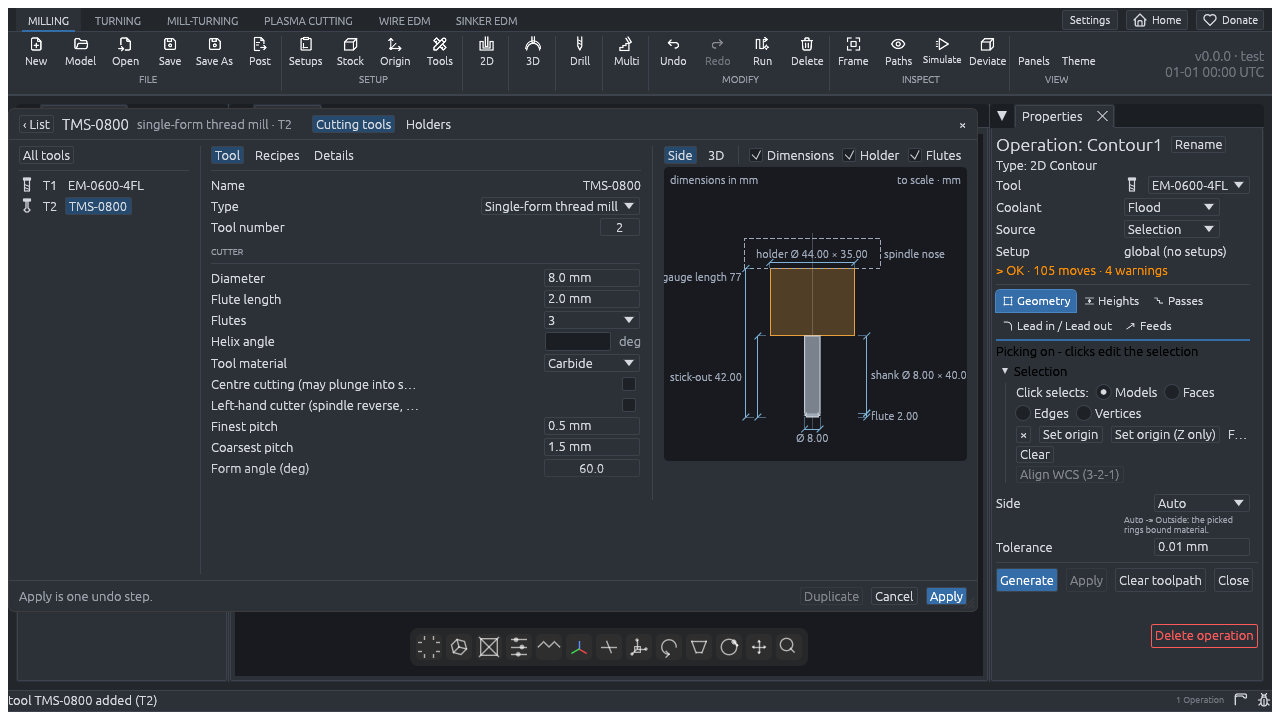 MILLING TURNING MILL-TURNING PLASMA CUTTING WIRE EDM SINKER EDM Settings Home Donate
New Model Open Save Save As Post Setups Stock Origin Tools 2D 3D Drill Multi Undo Redo Run Delete Frame Paths Simulate Deviate Panels Theme
FILE SETUP MODIFY INSPECT VIEW
v0.0.0 · test
01-01 00:00 UTC
‹ List TMS-0800 single-form thread mill · T2 Cutting tools Holders ×
All tools
T1 EM-0600-4FL
T2 TMS-0800
Tool Recipes Details
Name TMS-0800
Type Single-form thread mill
Tool number 2
CUTTER
Diameter 8.0 mm
Flute length 2.0 mm
Flutes 3
Helix angle deg
Tool material Carbide
Centre cutting (may plunge into s...
Left-hand cutter (spindle reverse, ...
Finest pitch 0.5 mm
Coarsest pitch 1.5 mm
Form angle (deg) 60.0
Side 3D Dimensions Holder Flutes
dimensions in mm to scale · mm
holder Ø 44.00 × 35.00 spindle nose
gauge length 77
stick-out 42.00 shank Ø 8.00 × 40.0
flute 2.00
Ø 8.00
Apply is one undo step. Duplicate Cancel Apply
Properties
Operation: Contour1 Rename
Type: 2D Contour
Tool EM-0600-4FL
Coolant Flood
Source Selection
Setup global (no setups)
> OK · 105 moves · 4 warnings
Geometry Heights Passes
Lead in / Lead out Feeds
Picking on - clicks edit the selection
Selection
Click selects: Models Faces
Edges Vertices
× Set origin Set origin (Z only) F...
Clear
Align WCS (3-2-1)
Side Auto
Auto -> Outside: the picked
rings bound material.
Tolerance 0.01 mm
Generate Apply Clear toolpath Close
Delete operation
tool TMS-0800 added (T2) 1 Operation